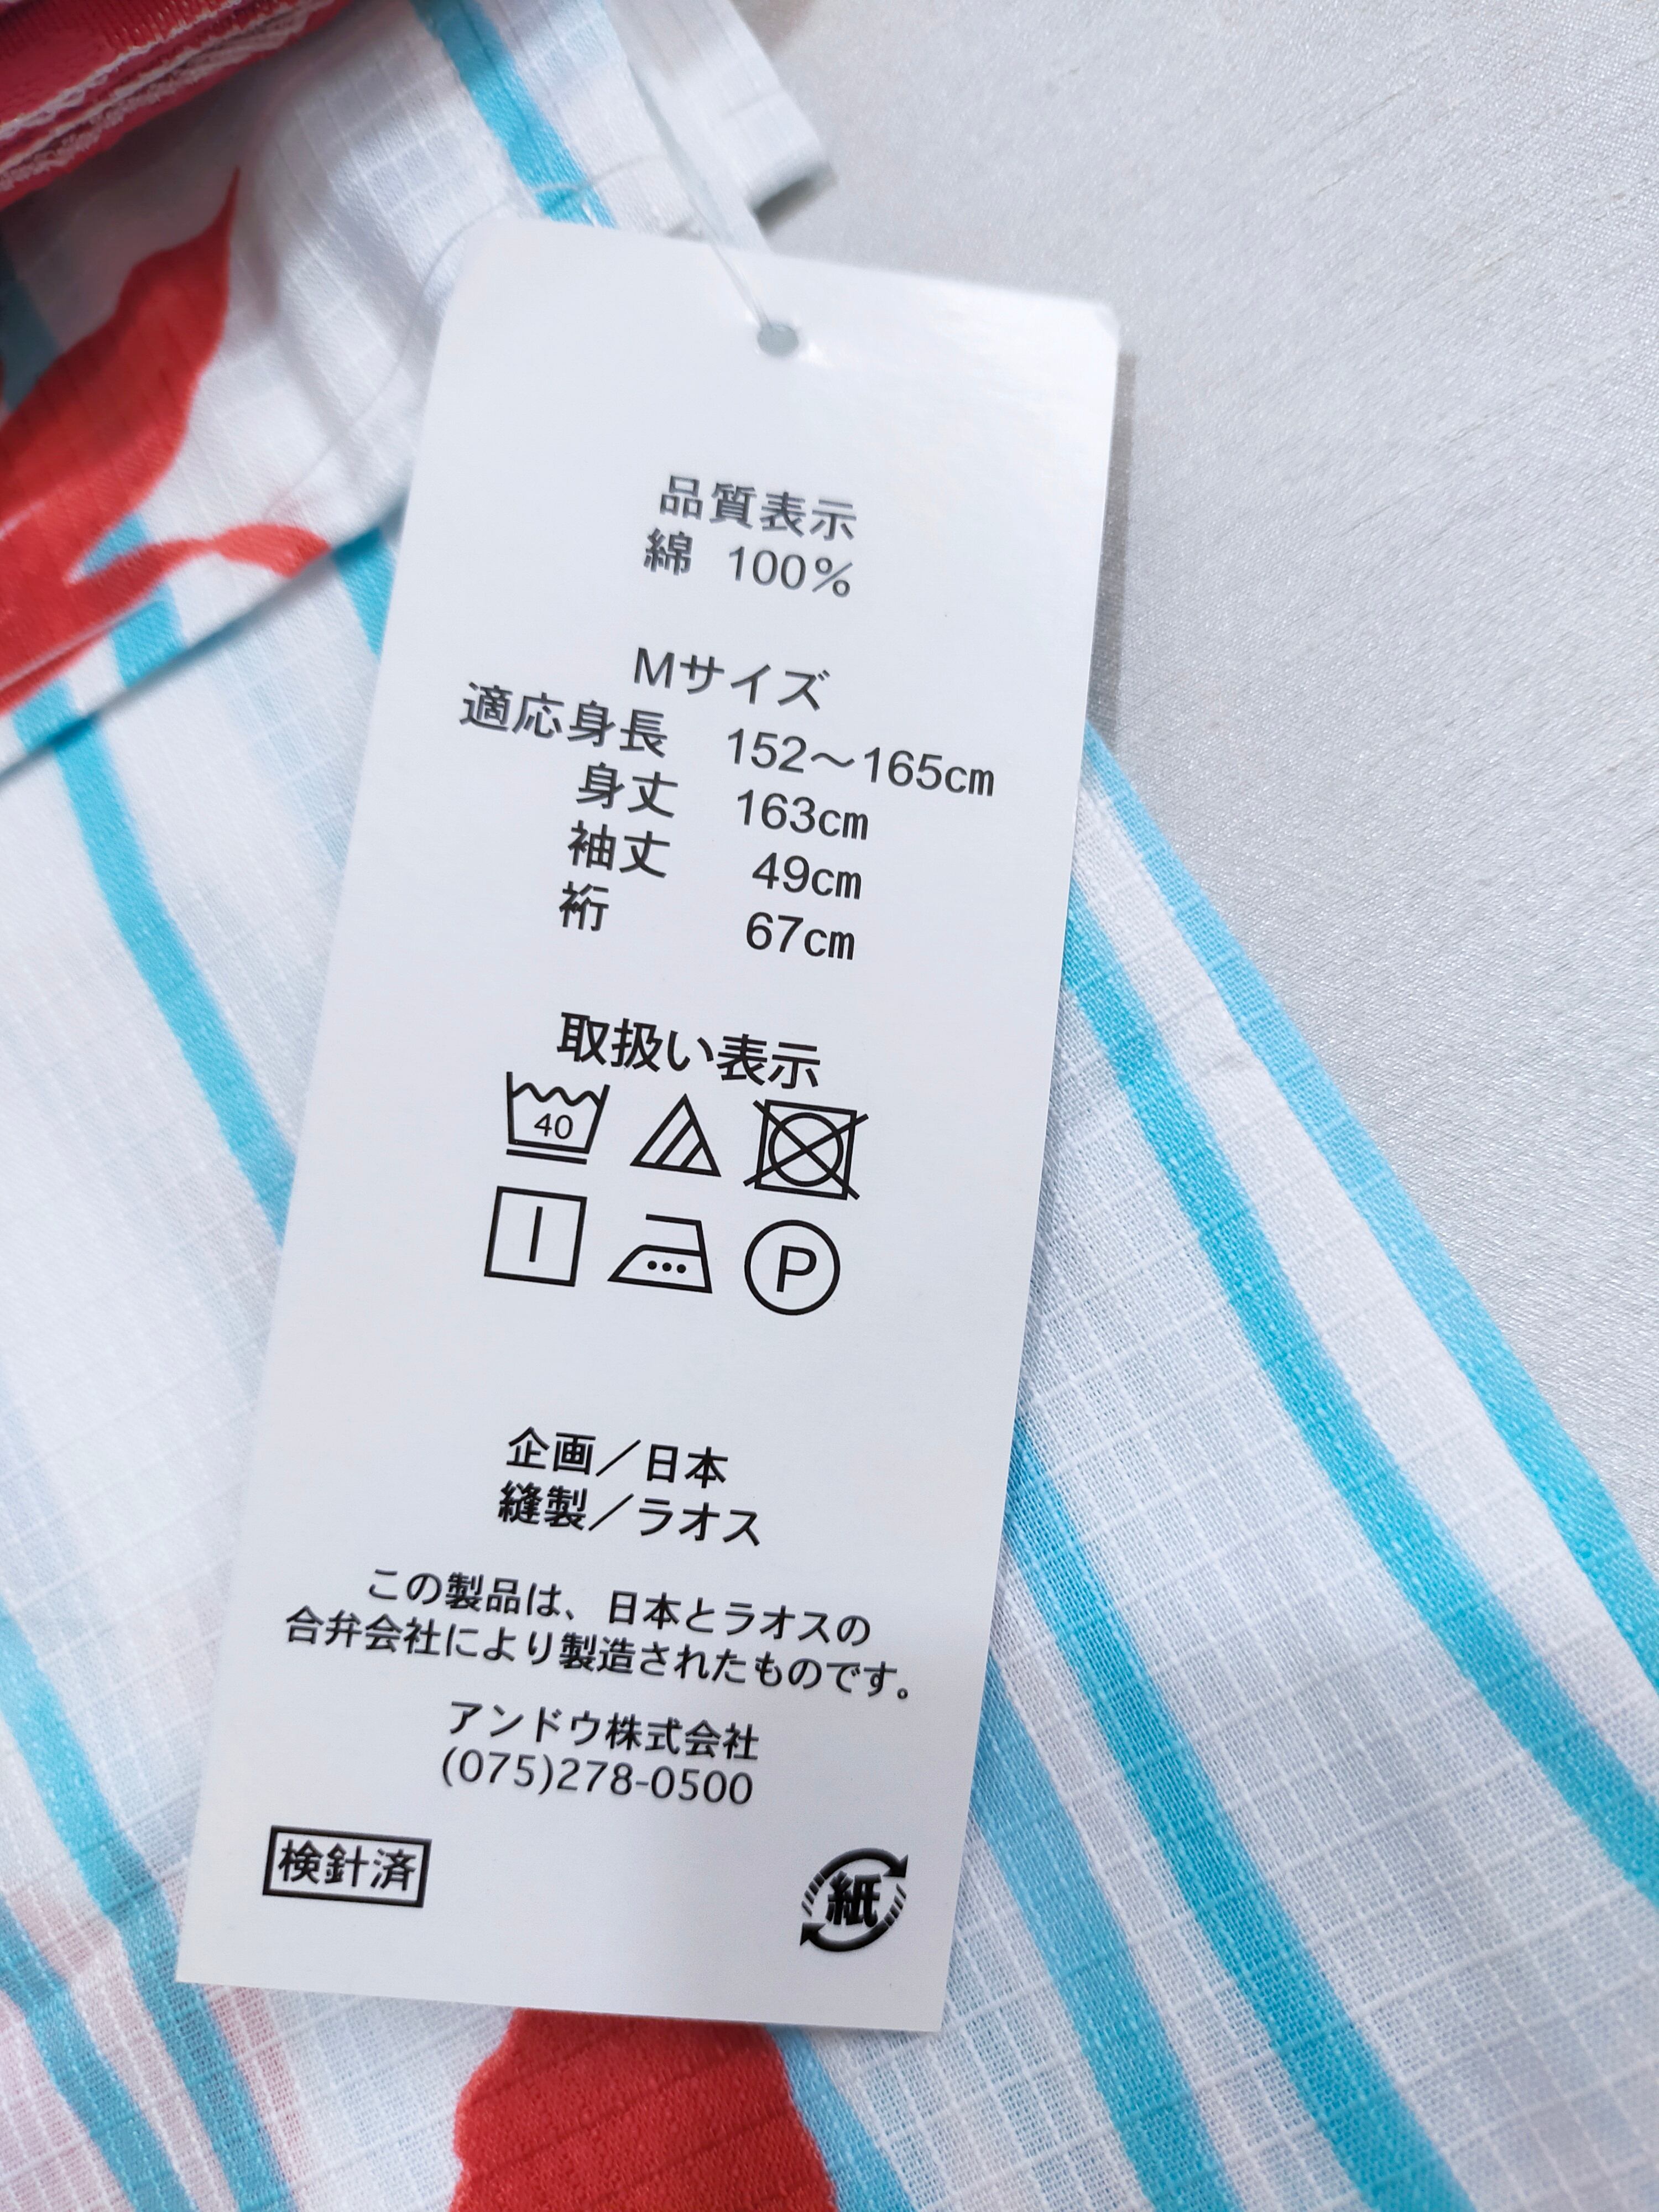 品質表示
綿 100%
Mサイズ
適応身長 152～165cm
身丈 163cm
袖丈 49cm
裄 67cm
取扱い表示
40
P
企画／日本
縫製／ラオス
この製品は、日本とラオスの
合弁会社により製造されたものです。
アンドウ株式会社
(075)278-0500
検針済
紙